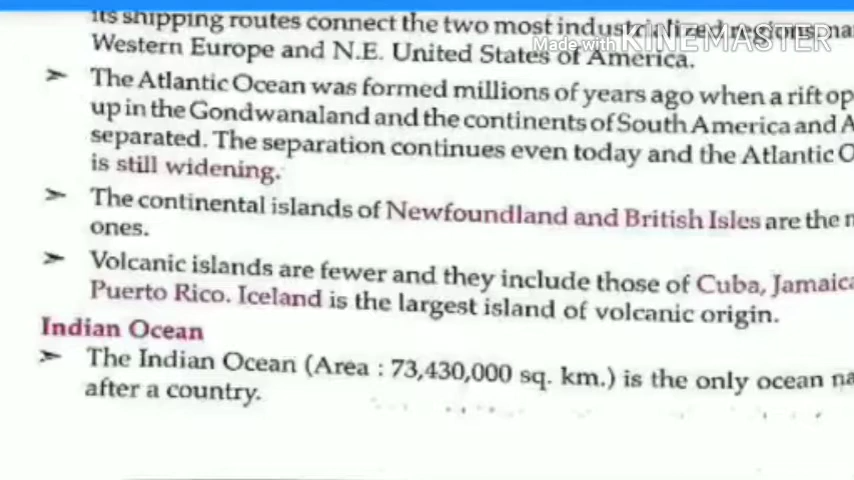 its shipping routes connect the two most industrialized regions,
Western Europe and N.E. United States of America.
Made with KINEMASTER
➢ The Atlantic Ocean was formed millions of years ago when a rift op
up in the Gondwanaland and the continents of South America and A
separated. The separation continues even today and the Atlantic O
is still widening.
➢ The continental islands of Newfoundland and British Isles are the
ones.
➢ Volcanic islands are fewer and they include those of Cuba, Jamaica
Puerto Rico. Iceland is the largest island of volcanic origin.
Indian Ocean
➢ The Indian Ocean (Area : 73,430,000 sq. km.) is the only ocean na
after a country.